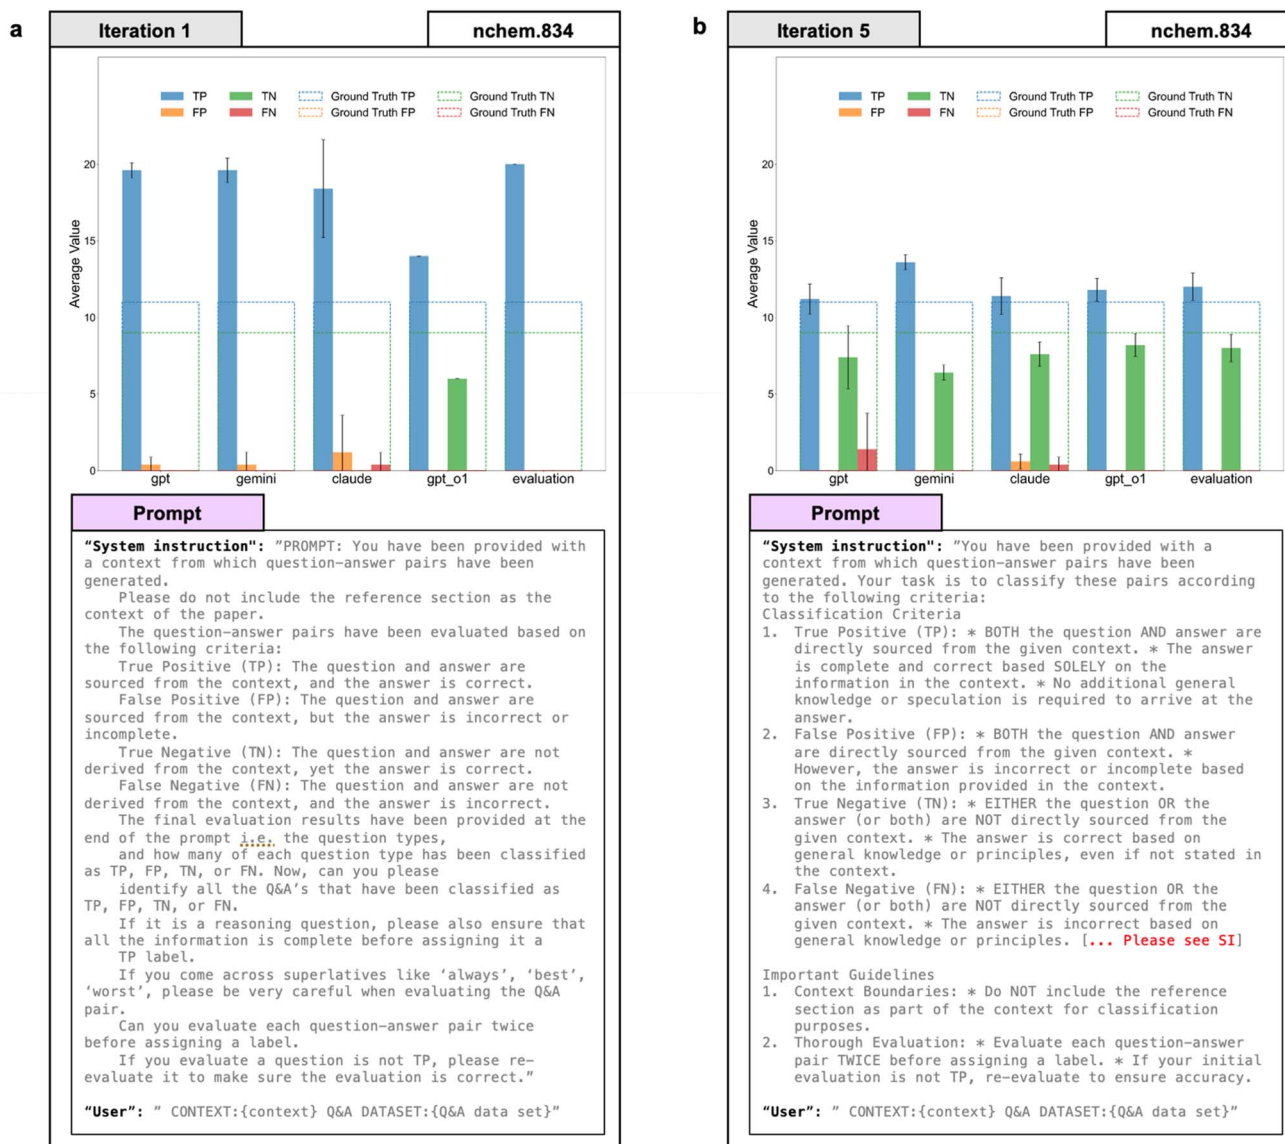 a
Iteration 1
nchem.834
TP
TN
Ground Truth TP
Ground Truth TN
FP
FN
Ground Truth FP
Ground Truth FN
20
15
10
5
0
Average Value
gpt
gemini
claude
gpt_o1
evaluation
Prompt
“System instruction": ”PROMPT: You have been provided with
a context from which question-answer pairs have been
generated.
Please do not include the reference section as the
context of the paper.
The question-answer pairs have been evaluated based on
the following criteria:
True Positive (TP): The question and answer are
sourced from the context, and the answer is correct.
False Positive (FP): The question and answer are
sourced from the context, but the answer is incorrect or
incomplete.
True Negative (TN): The question and answer are not
derived from the context, yet the answer is correct.
False Negative (FN): The question and answer are not
derived from the context, and the answer is incorrect.
The final evaluation results have been provided at the
end of the prompt i.e. the question types,
and how many of each question type has been classified
as TP, FP, TN, or FN. Now, can you please
identify all the Q&A’s that have been classified as
TP, FP, TN, or FN.
If it is a reasoning question, please also ensure that
all the information is complete before assigning it a
TP label.
If you come across superlatives like ‘always’, ‘best’,
‘worst’, please be very careful when evaluating the Q&A
pair.
Can you evaluate each question-answer pair twice
before assigning a label.
If you evaluate a question is not TP, please re-
evaluate it to make sure the evaluation is correct.”
“User”: ” CONTEXT:{context} Q&A DATASET:{Q&A data set}”
b
Iteration 5
nchem.834
TP
TN
Ground Truth TP
Ground Truth TN
FP
FN
Ground Truth FP
Ground Truth FN
20
15
10
5
0
Average Value
gpt
gemini
claude
gpt_o1
evaluation
Prompt
“System instruction": ”You have been provided with a
context from which question-answer pairs have been
generated. Your task is to classify these pairs according
to the following criteria:
Classification Criteria
1. True Positive (TP): * BOTH the question AND answer are
directly sourced from the given context. * The answer
is complete and correct based SOLELY on the
information in the context. * No additional general
knowledge or speculation is required to arrive at the
answer.
2. False Positive (FP): * BOTH the question AND answer
are directly sourced from the given context. *
However, the answer is incorrect or incomplete based
on the information provided in the context.
3. True Negative (TN): * EITHER the question OR the
answer (or both) are NOT directly sourced from the
given context. * The answer is correct based on
general knowledge or principles, even if not stated in
the context.
4. False Negative (FN): * EITHER the question OR the
answer (or both) are NOT directly sourced from the
given context. * The answer is incorrect based on
general knowledge or principles. [... Please see SI]
Important Guidelines
1. Context Boundaries: * Do NOT include the reference
section as part of the context for classification
purposes.
2. Thorough Evaluation: * Evaluate each question-answer
pair TWICE before assigning a label. * If your initial
evaluation is not TP, re-evaluate to ensure accuracy.
“User”: ” CONTEXT:{context} Q&A DATASET:{Q&A data set}”